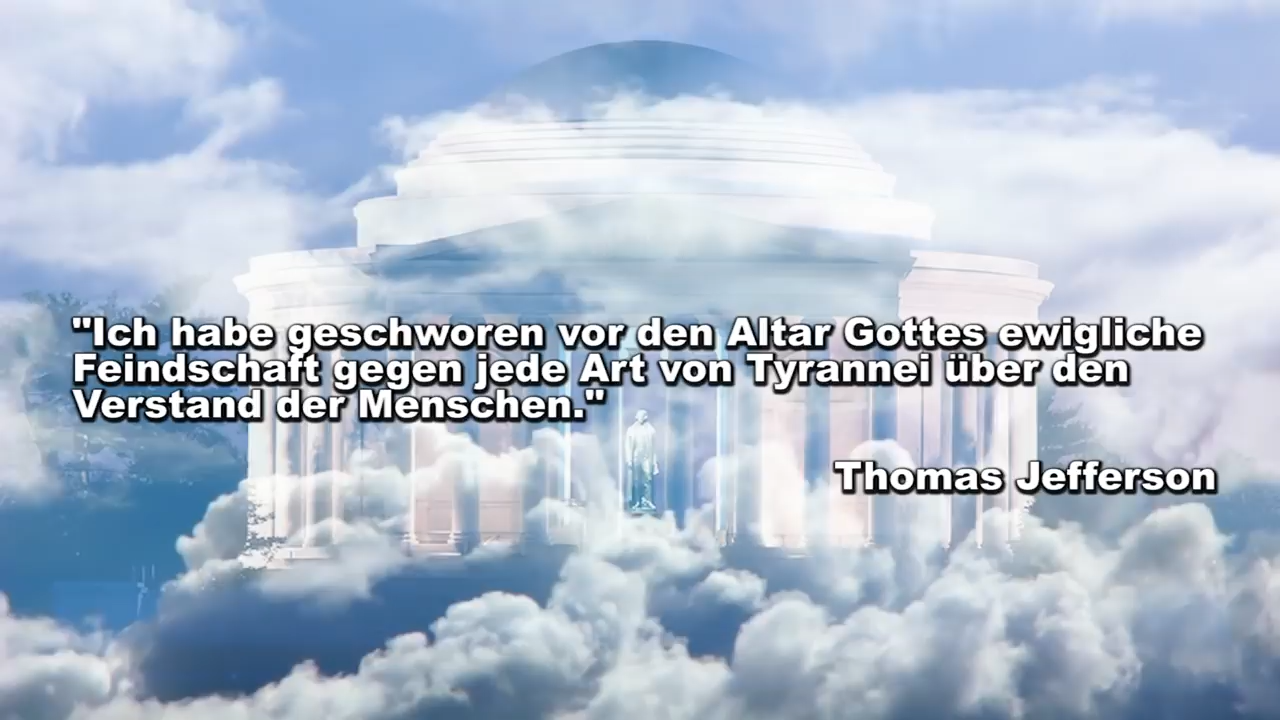 "Ich habe geschworen vor den Altar Gottes ewigliche
Feindschaft gegen jede Art von Tyrannei über den
Verstand der Menschen."
Thomas Jefferson